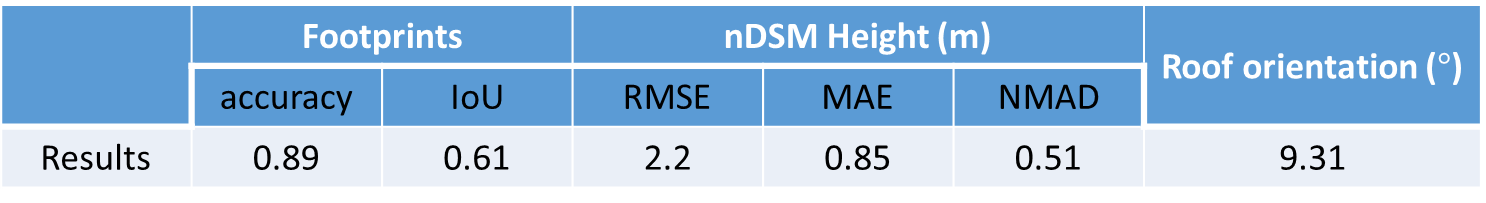 Footprints nDSM Height (m) Roof orientation (°)
accuracy IoU RMSE MAE NMAD
Results 0.89 0.61 2.2 0.85 0.51 9.31